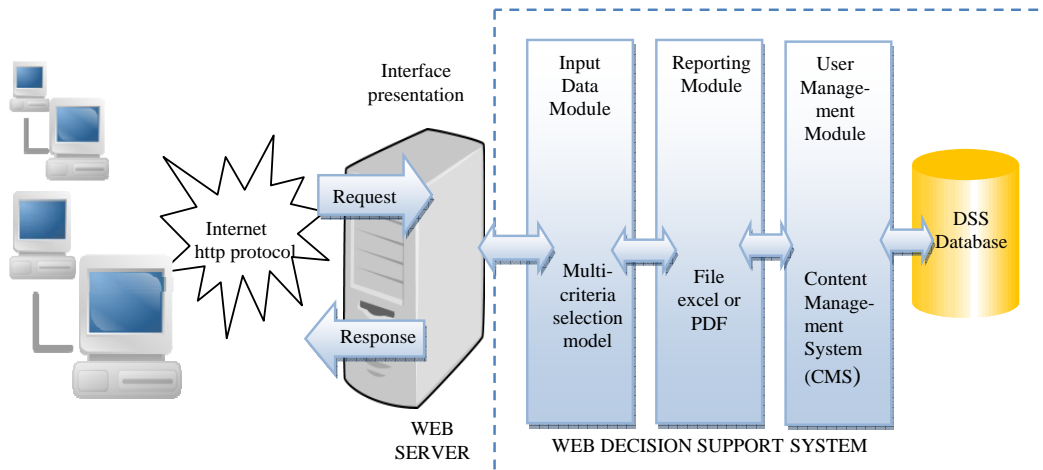 Interface
presentation
Internet
http protocol
Request
Response
WEB
SERVER
Input
Data
Module
Multi-
criteria
selection
model
Reporting
Module
File
excel or
PDF
User
Manage-
ment
Module
Content
Manage-
ment
System
(CMS)
DSS
Database
WEB DECISION SUPPORT SYSTEM